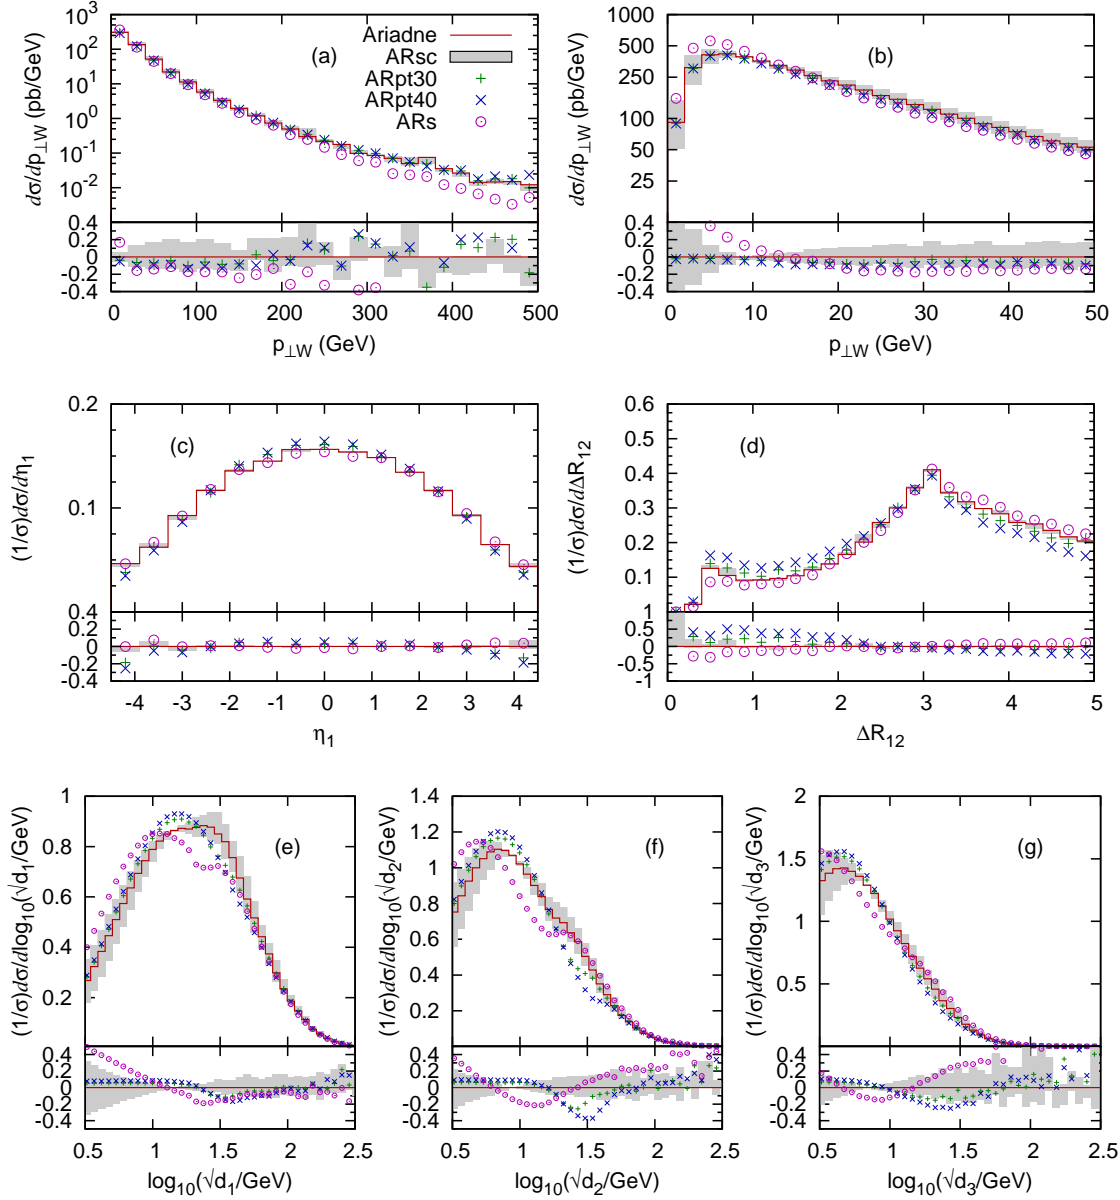 dσ/dp⊥W (pb/GeV)
10³
10²
10¹
10⁰
10⁻¹
10⁻²
(a)
Ariadne
ARsc
ARpt30
ARpt40
ARs
0.4
0.2
0
-0.2
-0.4
0 100 200 300 400 500
p⊥W (GeV)
dσ/dp⊥W (pb/GeV)
1000
500
250
100
50
25
(b)
0.4
0.2
0
-0.2
-0.4
0 10 20 30 40 50
p⊥W (GeV)
(1/σ)dσ/dη₁
0.2
0.1
(c)
0.4
0.2
0
-0.2
-0.4
-4 -3 -2 -1 0 1 2 3 4
η₁
(1/σ)dσ/dΔR₁₂
0.6
0.5
0.4
0.3
0.2
0.1
(d)
1
0.5
0
-0.5
-1
0 1 2 3 4 5
ΔR₁₂
(1/σ)dσ/dlog₁₀(√d₁/GeV)
1
0.8
0.6
0.4
0.2
(e)
0.4
0.2
0
-0.2
-0.4
0.5 1 1.5 2 2.5
log₁₀(√d₁/GeV)
(1/σ)dσ/dlog₁₀(√d₂/GeV)
1.4
1.2
1
0.8
0.6
0.4
0.2
(f)
0.4
0.2
0
-0.2
-0.4
0.5 1 1.5 2 2.5
log₁₀(√d₂/GeV)
(1/σ)dσ/dlog₁₀(√d₃/GeV)
2
1.5
1
0.5
(g)
0.4
0.2
0
-0.2
-0.4
0.5 1 1.5 2 2.5
log₁₀(√d₃/GeV)